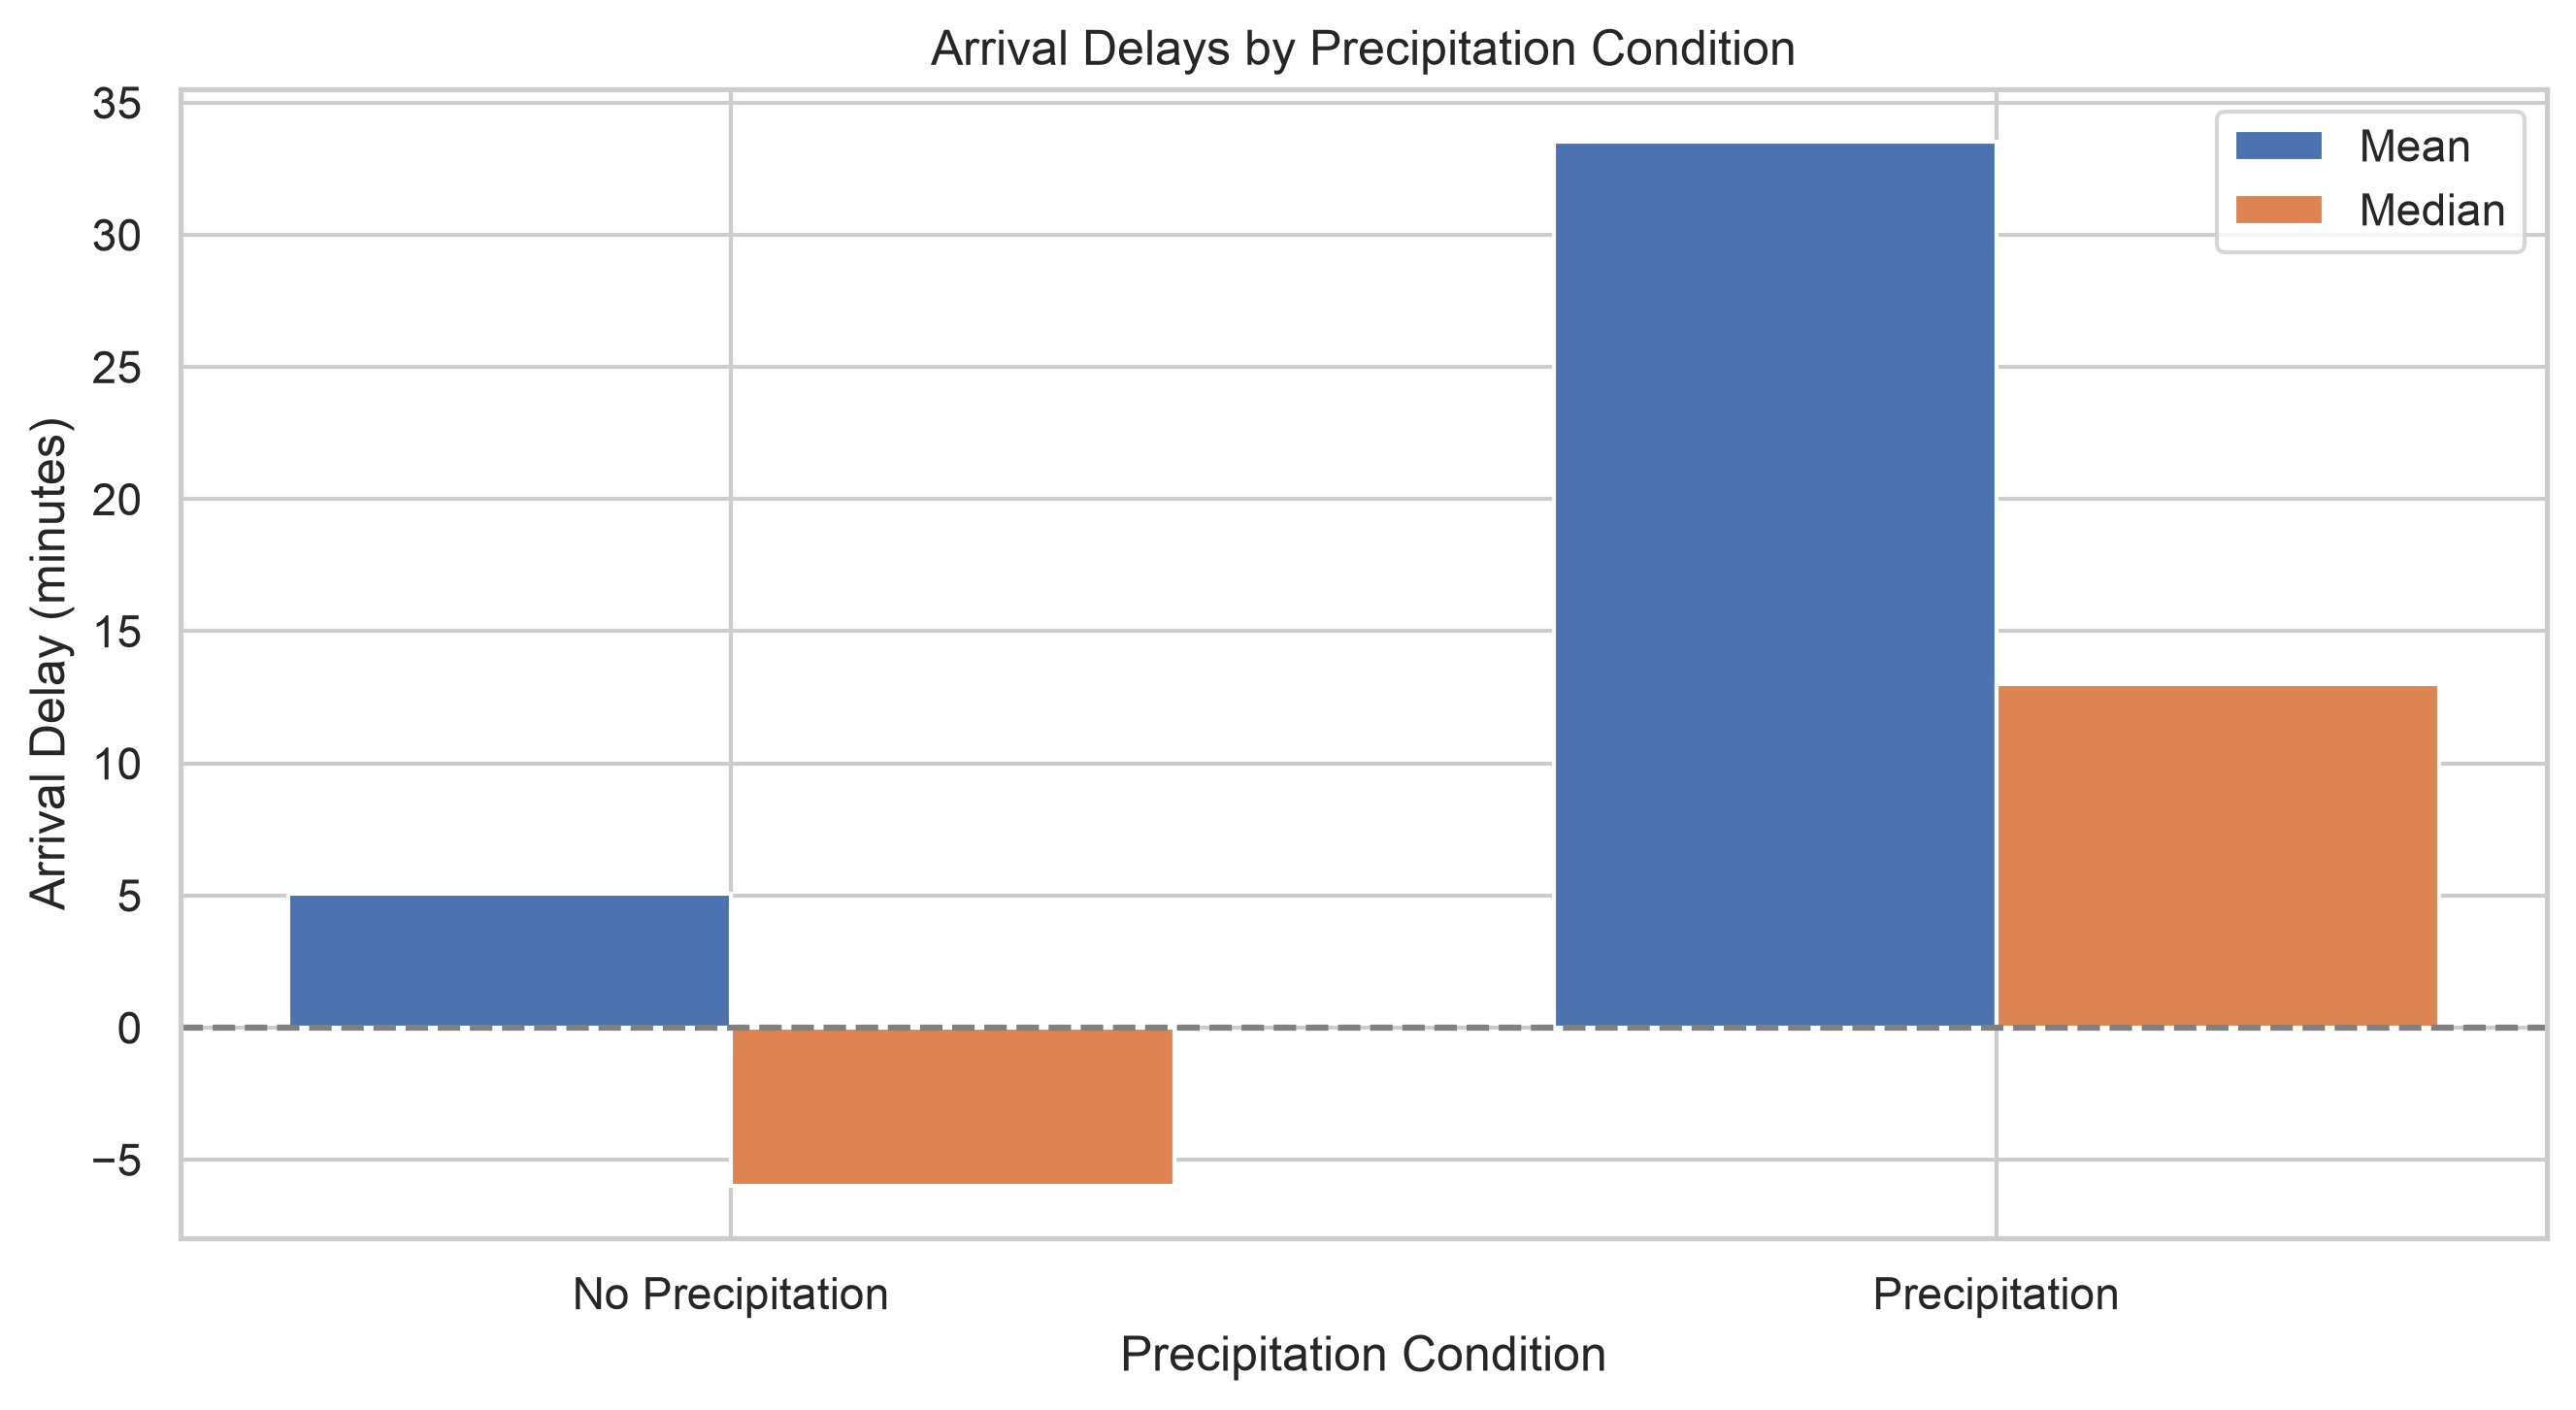 Arrival Delays by Precipitation Condition
35
30
25
20
15
10
5
0
−5
Arrival Delay (minutes)
Mean
Median
No Precipitation
Precipitation
Precipitation Condition